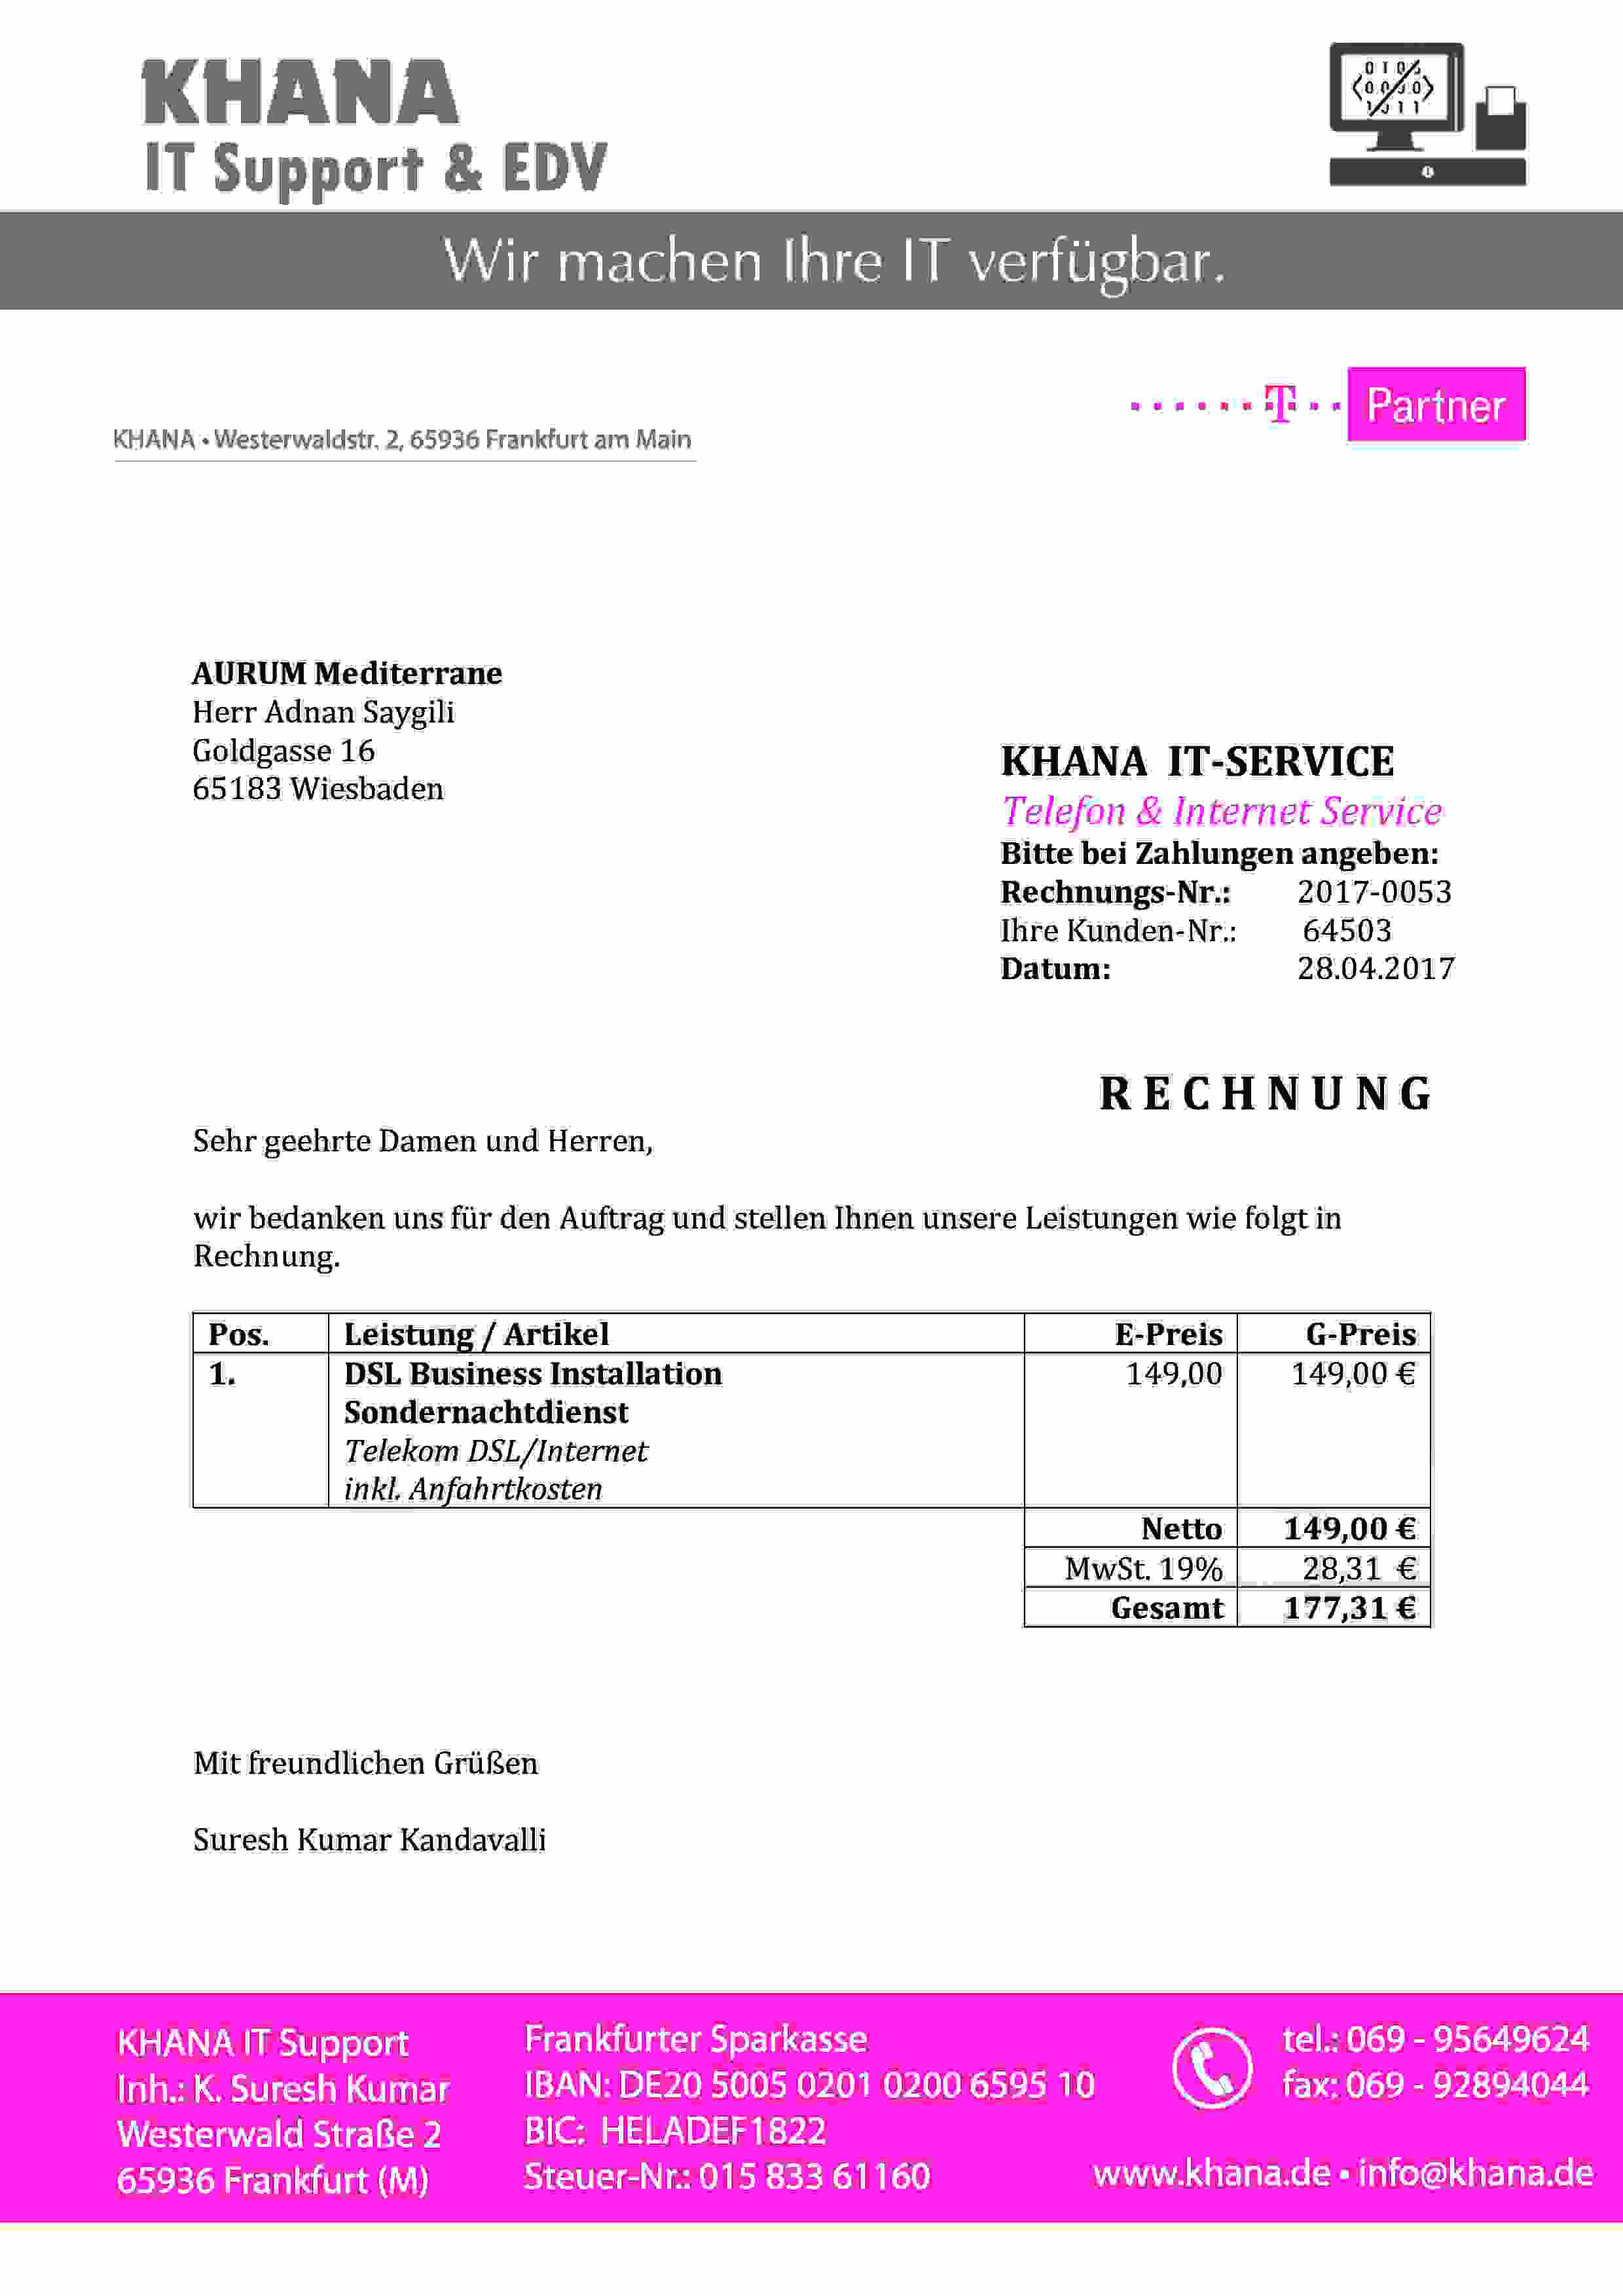 KHANA
IT Support & EDV
Wir machen Ihre IT verfügbar.
T Partner
KHANA • Westerwaldstr. 2, 65936 Frankfurt am Main
AURUM Mediterrane
Herr Adnan Saygili
Goldgasse 16
65183 Wiesbaden
KHANA IT-SERVICE
Telefon & Internet Service
Bitte bei Zahlungen angeben:
Rechnungs-Nr.: 2017-0053
Ihre Kunden-Nr.: 64503
Datum: 28.04.2017
RECHNUNG
Sehr geehrte Damen und Herren,
wir bedanken uns für den Auftrag und stellen Ihnen unsere Leistungen wie folgt in
Rechnung.
Pos. Leistung / Artikel E-Preis G-Preis
1. DSL Business Installation 149,00 149,00 €
Sondernachtdienst
Telekom DSL/Internet
inkl. Anfahrtkosten
Netto 149,00 €
MwSt. 19% 28,31 €
Gesamt 177,31 €
Mit freundlichen Grüßen
Suresh Kumar Kandavalli
KHANA IT Support
Inh.: K. Suresh Kumar
Westerwald Straße 2
65936 Frankfurt (M)
Frankfurter Sparkasse
IBAN: DE20 5005 0201 0200 6595 10
BIC: HELADEF1822
Steuer-Nr.: 015 833 61160
tel.: 069 - 95649624
fax: 069 - 92894044
www.khana.de • info@khana.de